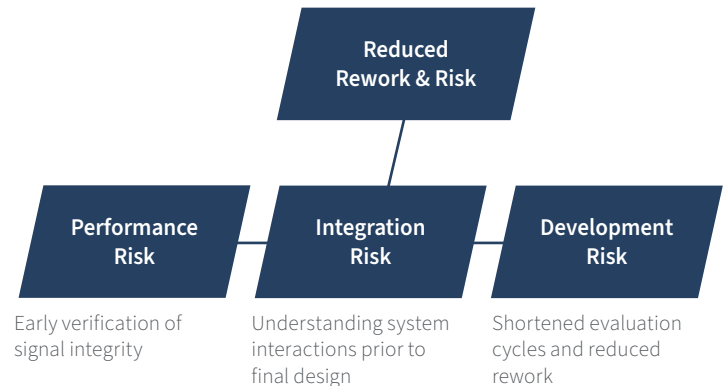 Reduced
Rework & Risk
Performance
Risk
Integration
Risk
Development
Risk
Early verification of
signal integrity
Understanding system
interactions prior to
final design
Shortened evaluation
cycles and reduced
rework